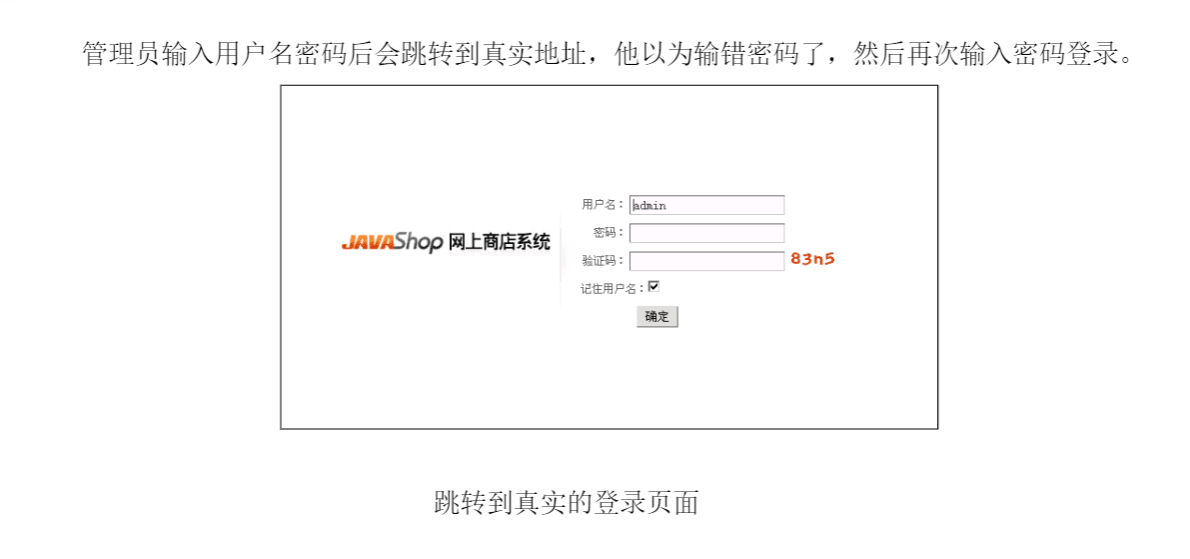 管理员输入用户名密码后会跳转到真实地址，他以为输错密码了，然后再次输入密码登录。
用户名：admin
JAVAShop 网上商店系统
密码：
验证码：83n5
记住用户名：
确定
跳转到真实的登录页面